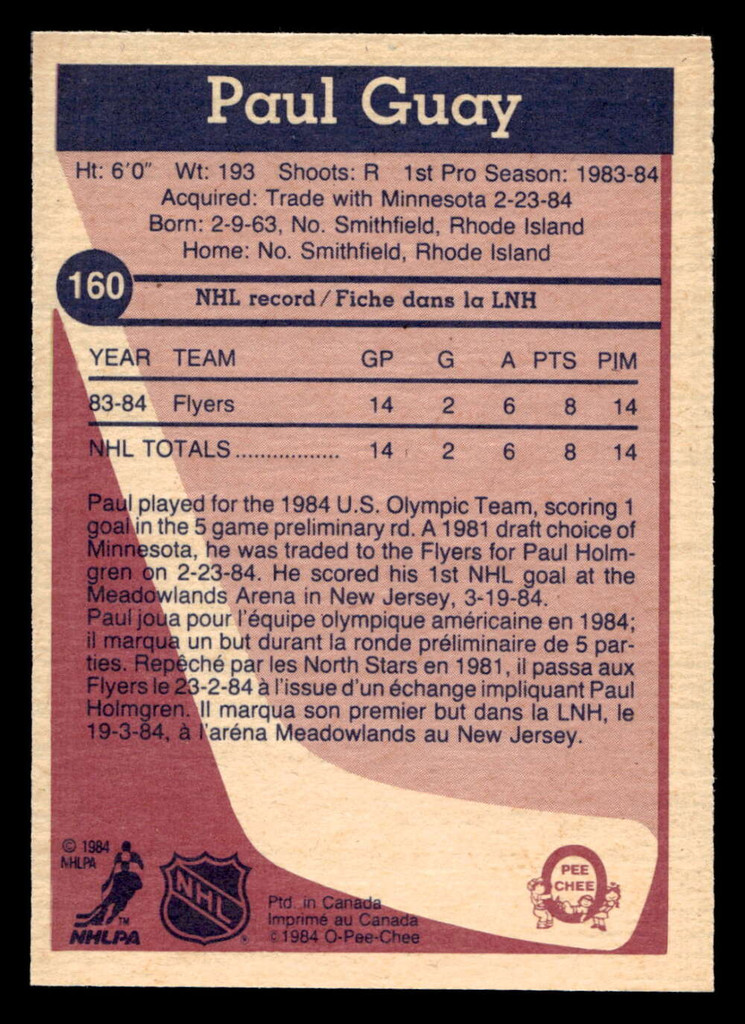 Paul Guay
Ht: 6'0" Wt: 193 Shoots: R 1st Pro Season: 1983-84
Acquired: Trade with Minnesota 2-23-84
Born: 2-9-63, No. Smithfield, Rhode Island
Home: No. Smithfield, Rhode Island
160
NHL record/Fiche dans la LNH
YEAR TEAM GP G A PTS PIM
83-84 Flyers 14 2 6 8 14
NHL TOTALS................. 14 2 6 8 14
Paul played for the 1984 U.S. Olympic Team, scoring 1
goal in the 5 game preliminary rd. A 1981 draft choice of
Minnesota, he was traded to the Flyers for Paul Holm-
gren on 2-23-84. He scored his 1st NHL goal at the
Meadowlands Arena in New Jersey, 3-19-84.
Paul joua pour l'équipe olympique américaine en 1984;
il marqua un but durant la ronde préliminaire de 5 par-
ties. Repêché par les North Stars en 1981, il passa aux
Flyers le 23-2-84 à l'issue d'un échange impliquant Paul
Holmgren. Il marqua son premier but dans la LNH, le
19-3-84, à l'aréna Meadowlands au New Jersey.
© 1984
NHLPA
TM
NHLPA
NHL
Ptd. in Canada
Imprimé au Canada
© 1984 O-Pee-Chee
PEE
CHEE